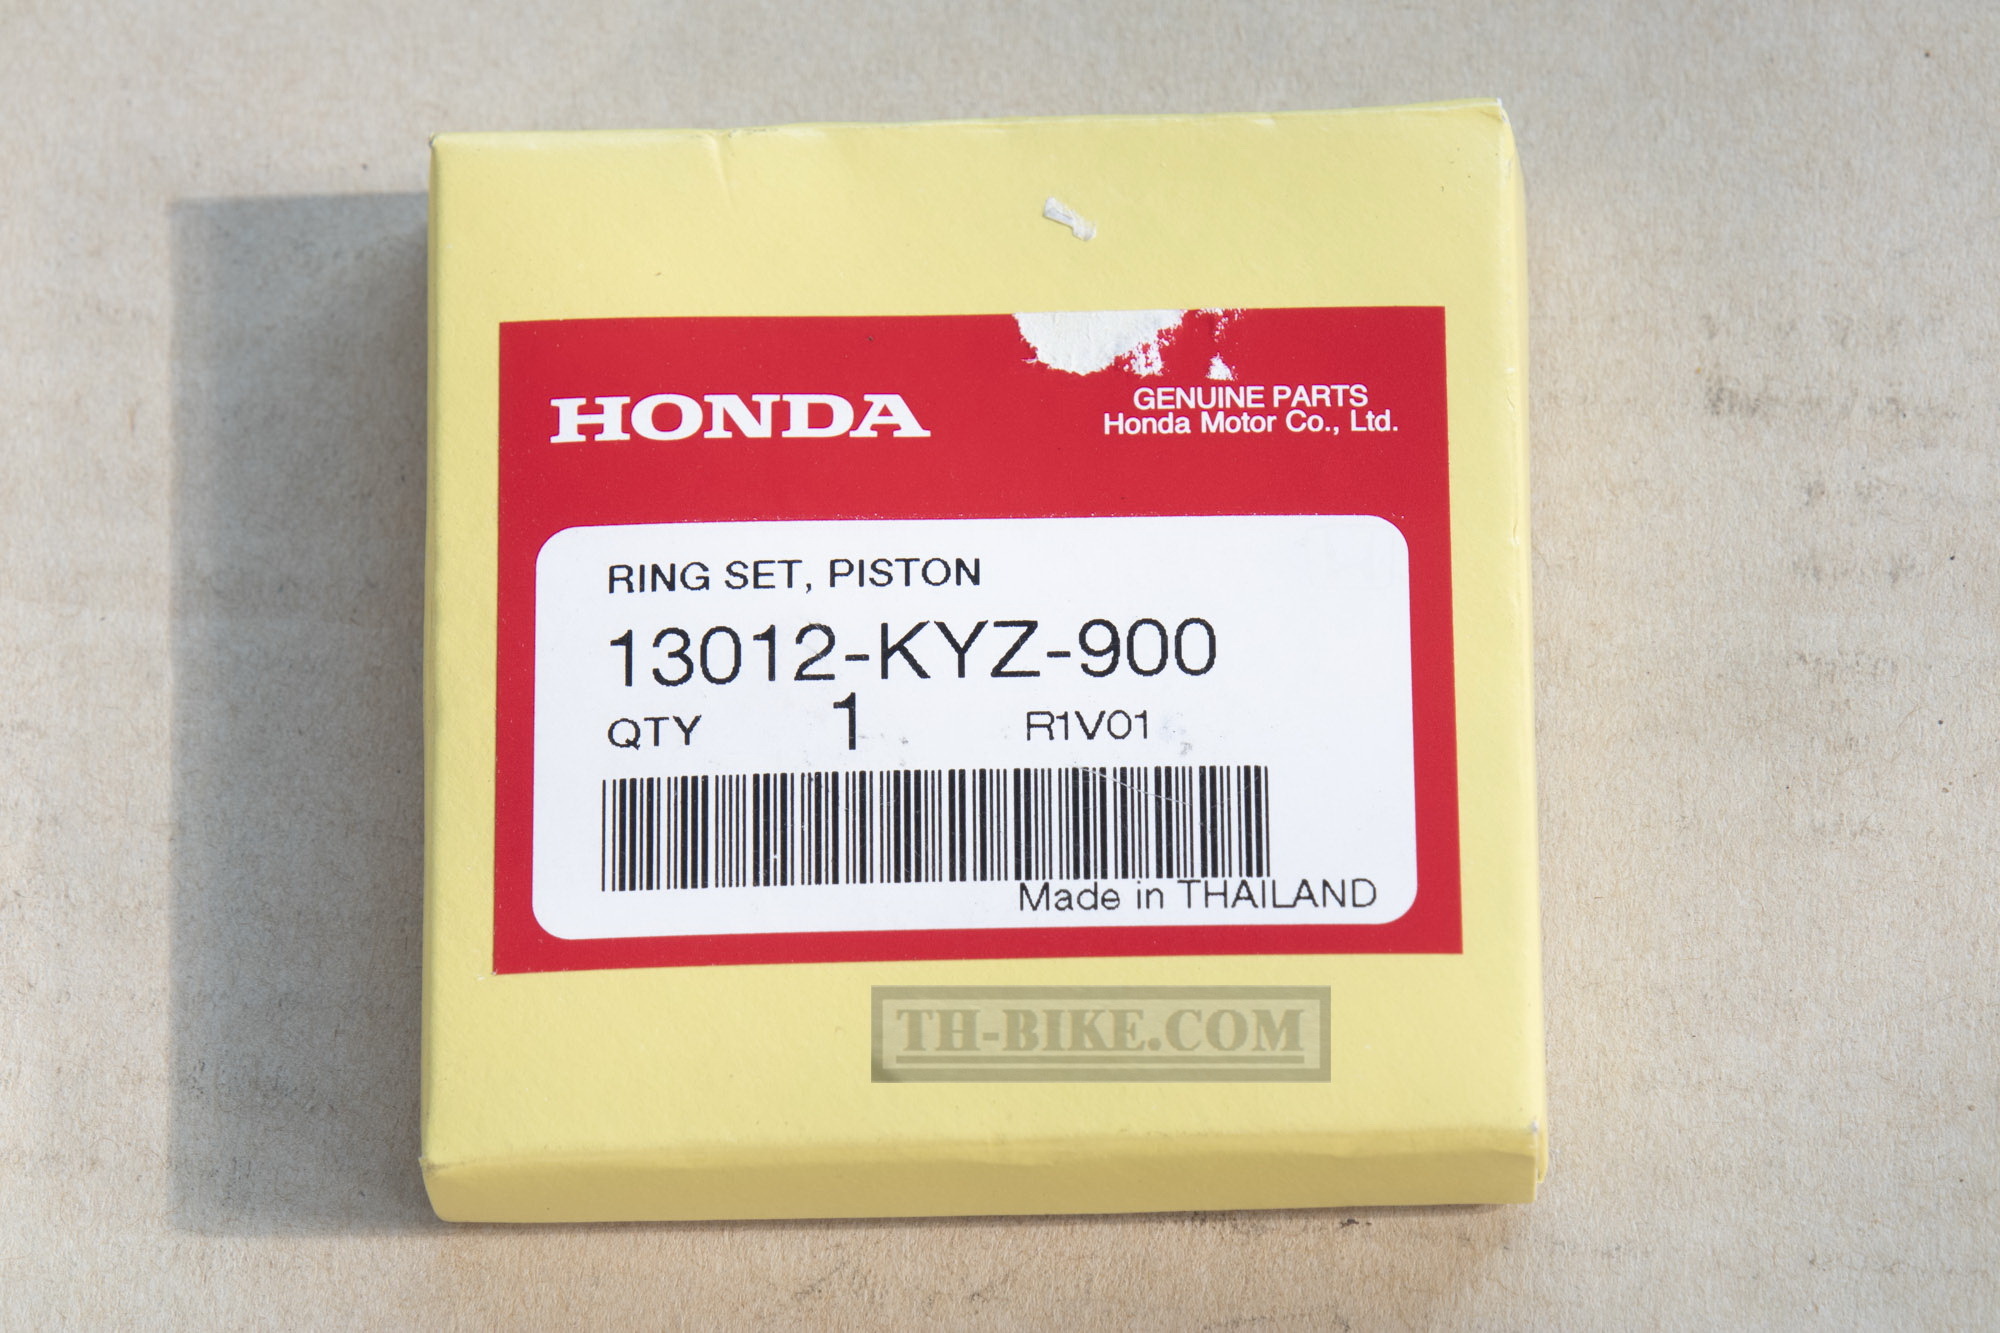 HONDA
GENUINE PARTS
Honda Motor Co., Ltd.
RING SET, PISTON
13012-KYZ-900
QTY 1 R1V01
Made in THAILAND
TH-BIKE.COM